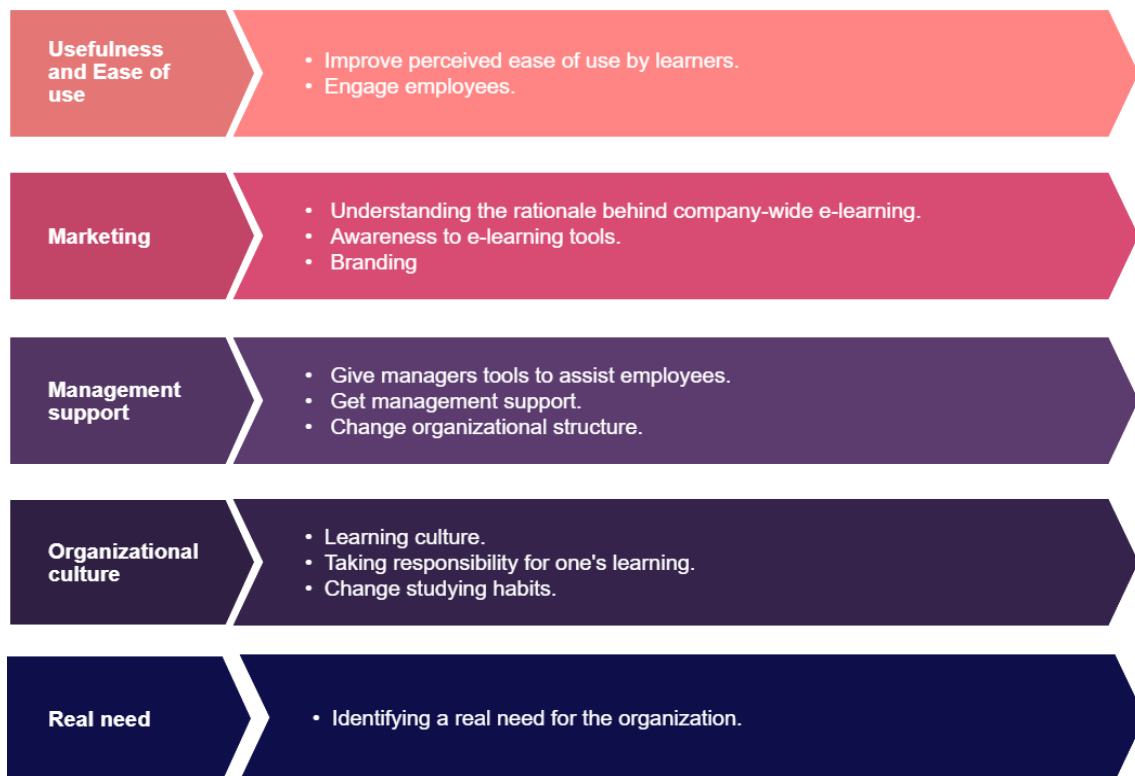 Usefulness
and Ease of
use
• Improve perceived ease of use by learners.
• Engage employees.
Marketing
• Understanding the rationale behind company-wide e-learning.
• Awareness to e-learning tools.
• Branding
Management
support
• Give managers tools to assist employees.
• Get management support.
• Change organizational structure.
Organizational
culture
• Learning culture.
• Taking responsibility for one's learning.
• Change studying habits.
Real need
• Identifying a real need for the organization.